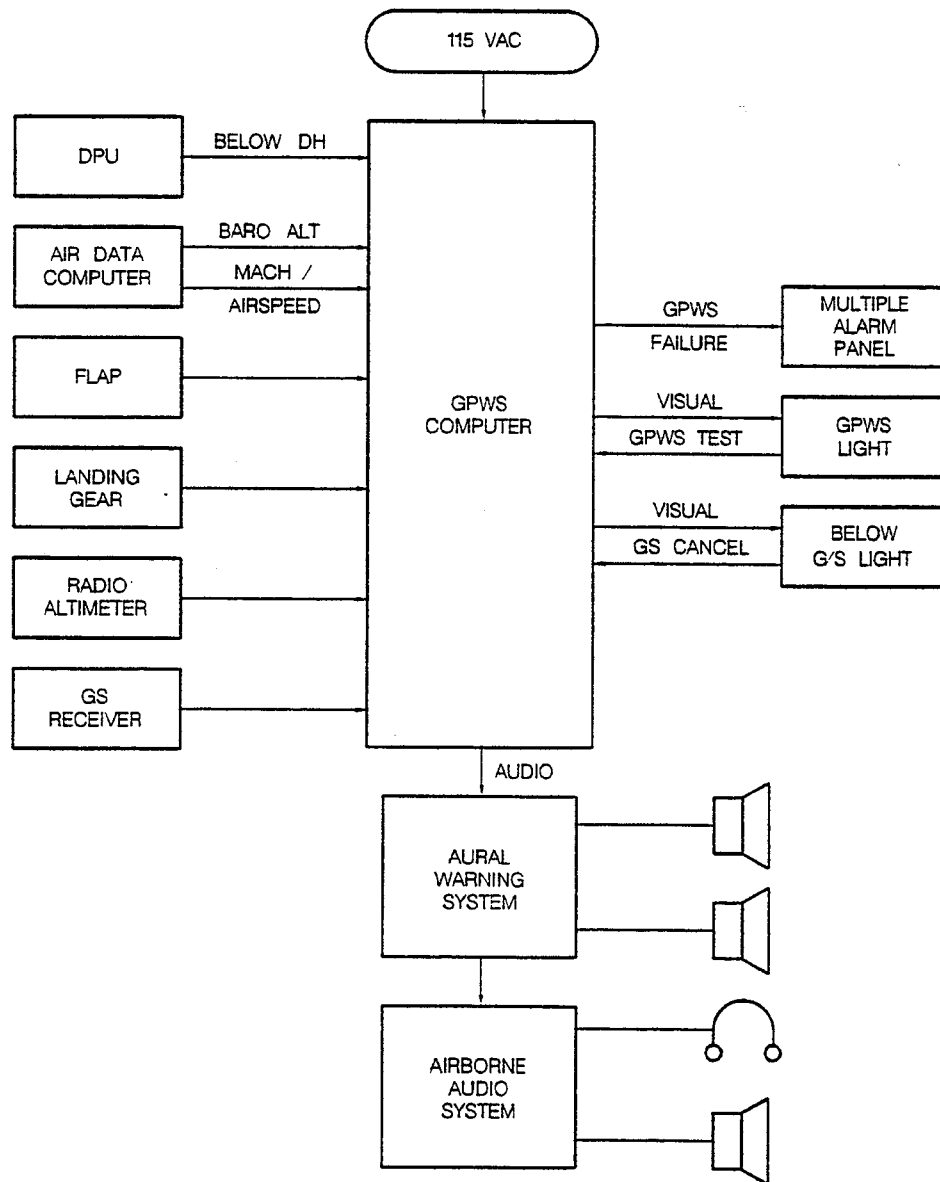 115 VAC
DPU
BELOW DH
AIR DATA
COMPUTER
BARO ALT
MACH /
AIRSPEED
FLAP
LANDING
GEAR
RADIO
ALTIMETER
GS
RECEIVER
GPWS
COMPUTER
GPWS
FAILURE
MULTIPLE
ALARM
PANEL
VISUAL
GPWS TEST
GPWS
LIGHT
VISUAL
GS CANCEL
BELOW
G/S LIGHT
AUDIO
AURAL
WARNING
SYSTEM
AIRBORNE
AUDIO
SYSTEM